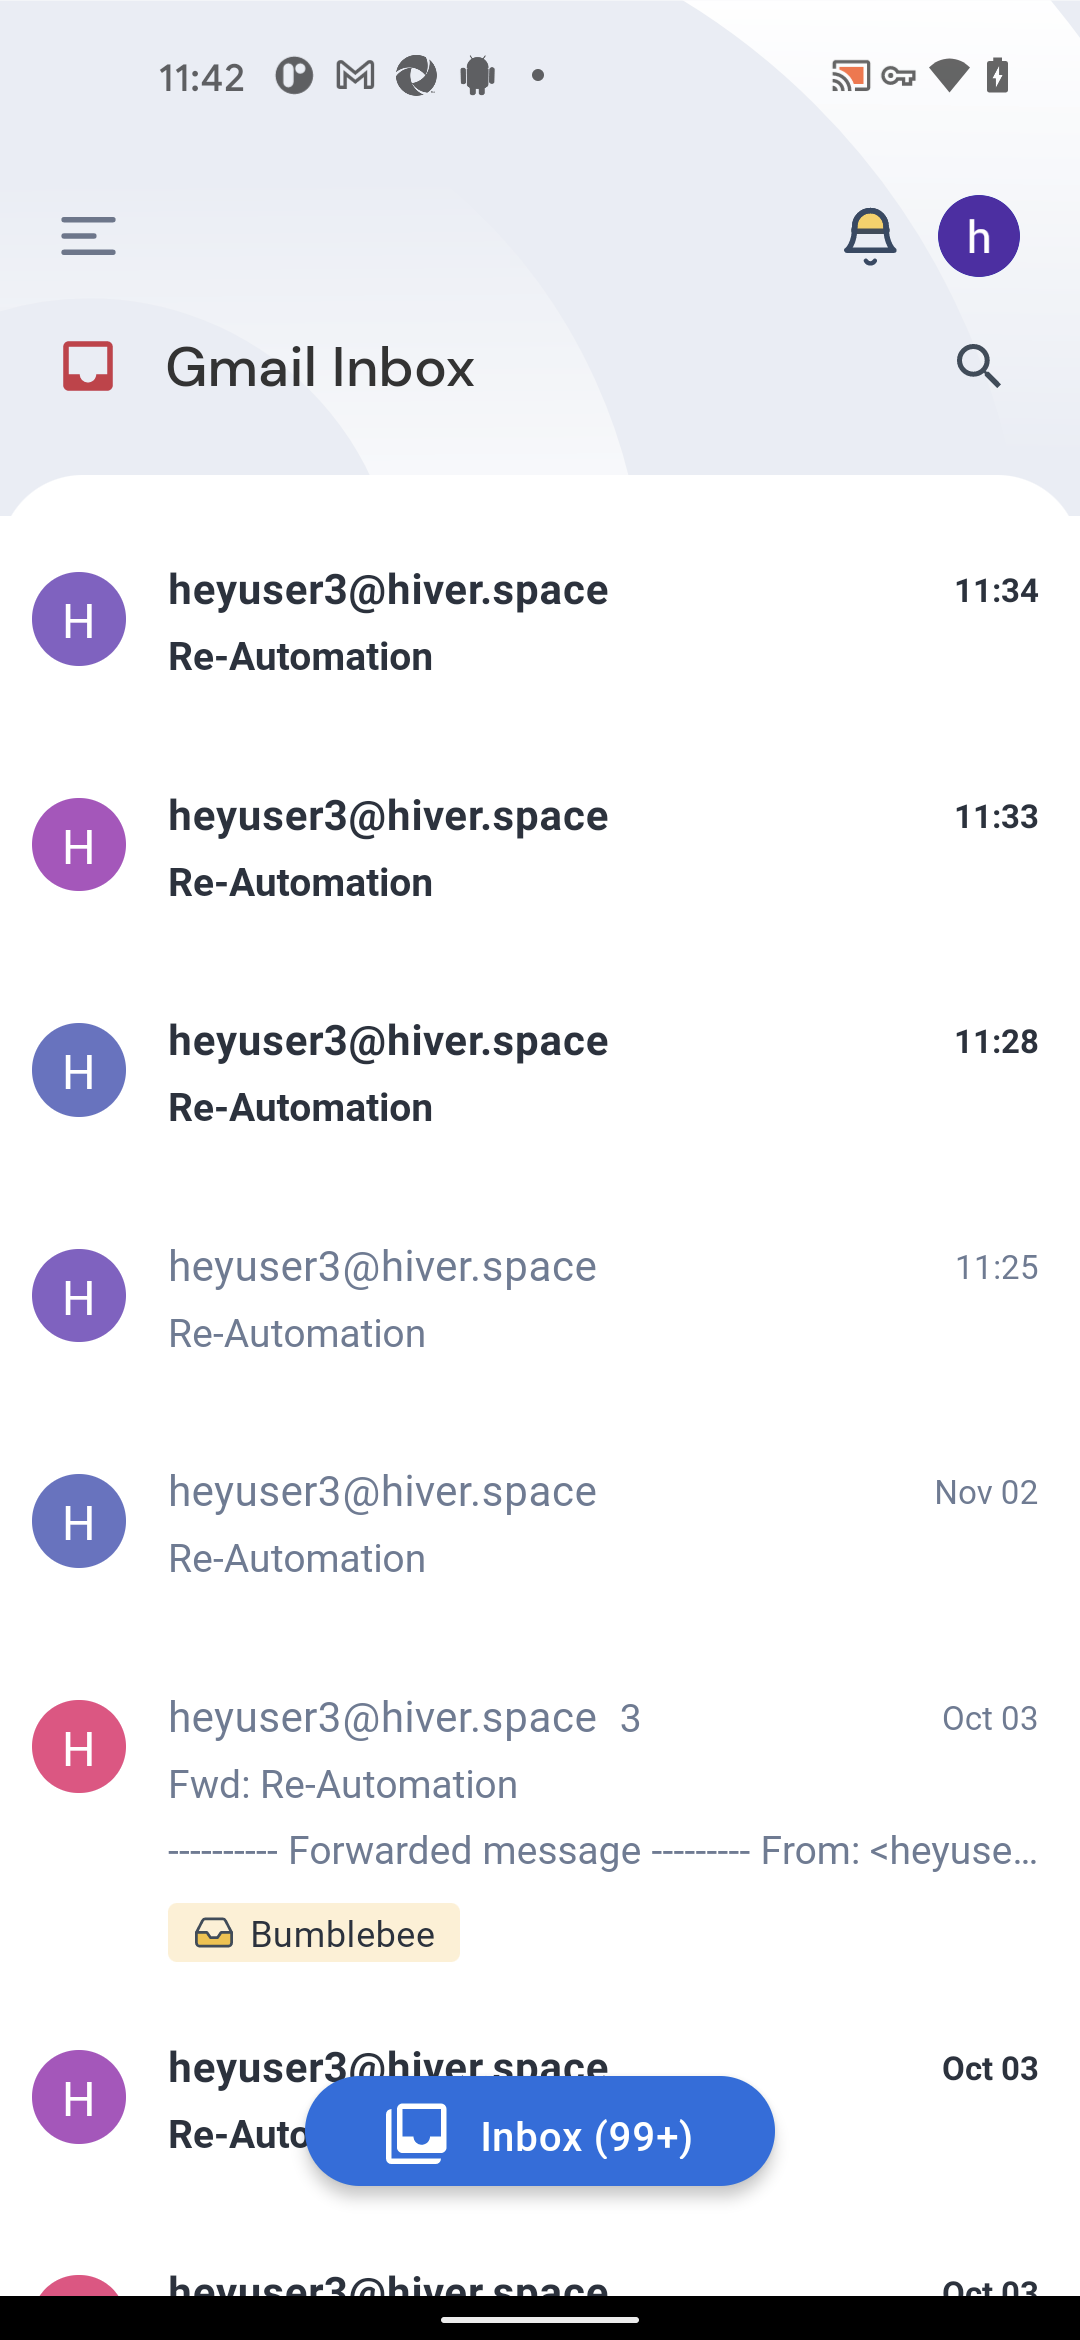 11:42
h
Gmail Inbox
H
heyuser3@hiver.space
11:34
Re-Automation
H
heyuser3@hiver.space
11:33
Re-Automation
H
heyuser3@hiver.space
11:28
Re-Automation
H
heyuser3@hiver.space
11:25
Re-Automation
H
heyuser3@hiver.space
Nov 02
Re-Automation
H
heyuser3@hiver.space 3
Oct 03
Fwd: Re-Automation
---------- Forwarded message --------- From: <heyuse...
Bumblebee
H
heyuser3@hiver.space
Oct 03
Re-Auto
Inbox (99+)
heyuser3@hiver.space
Oct 03